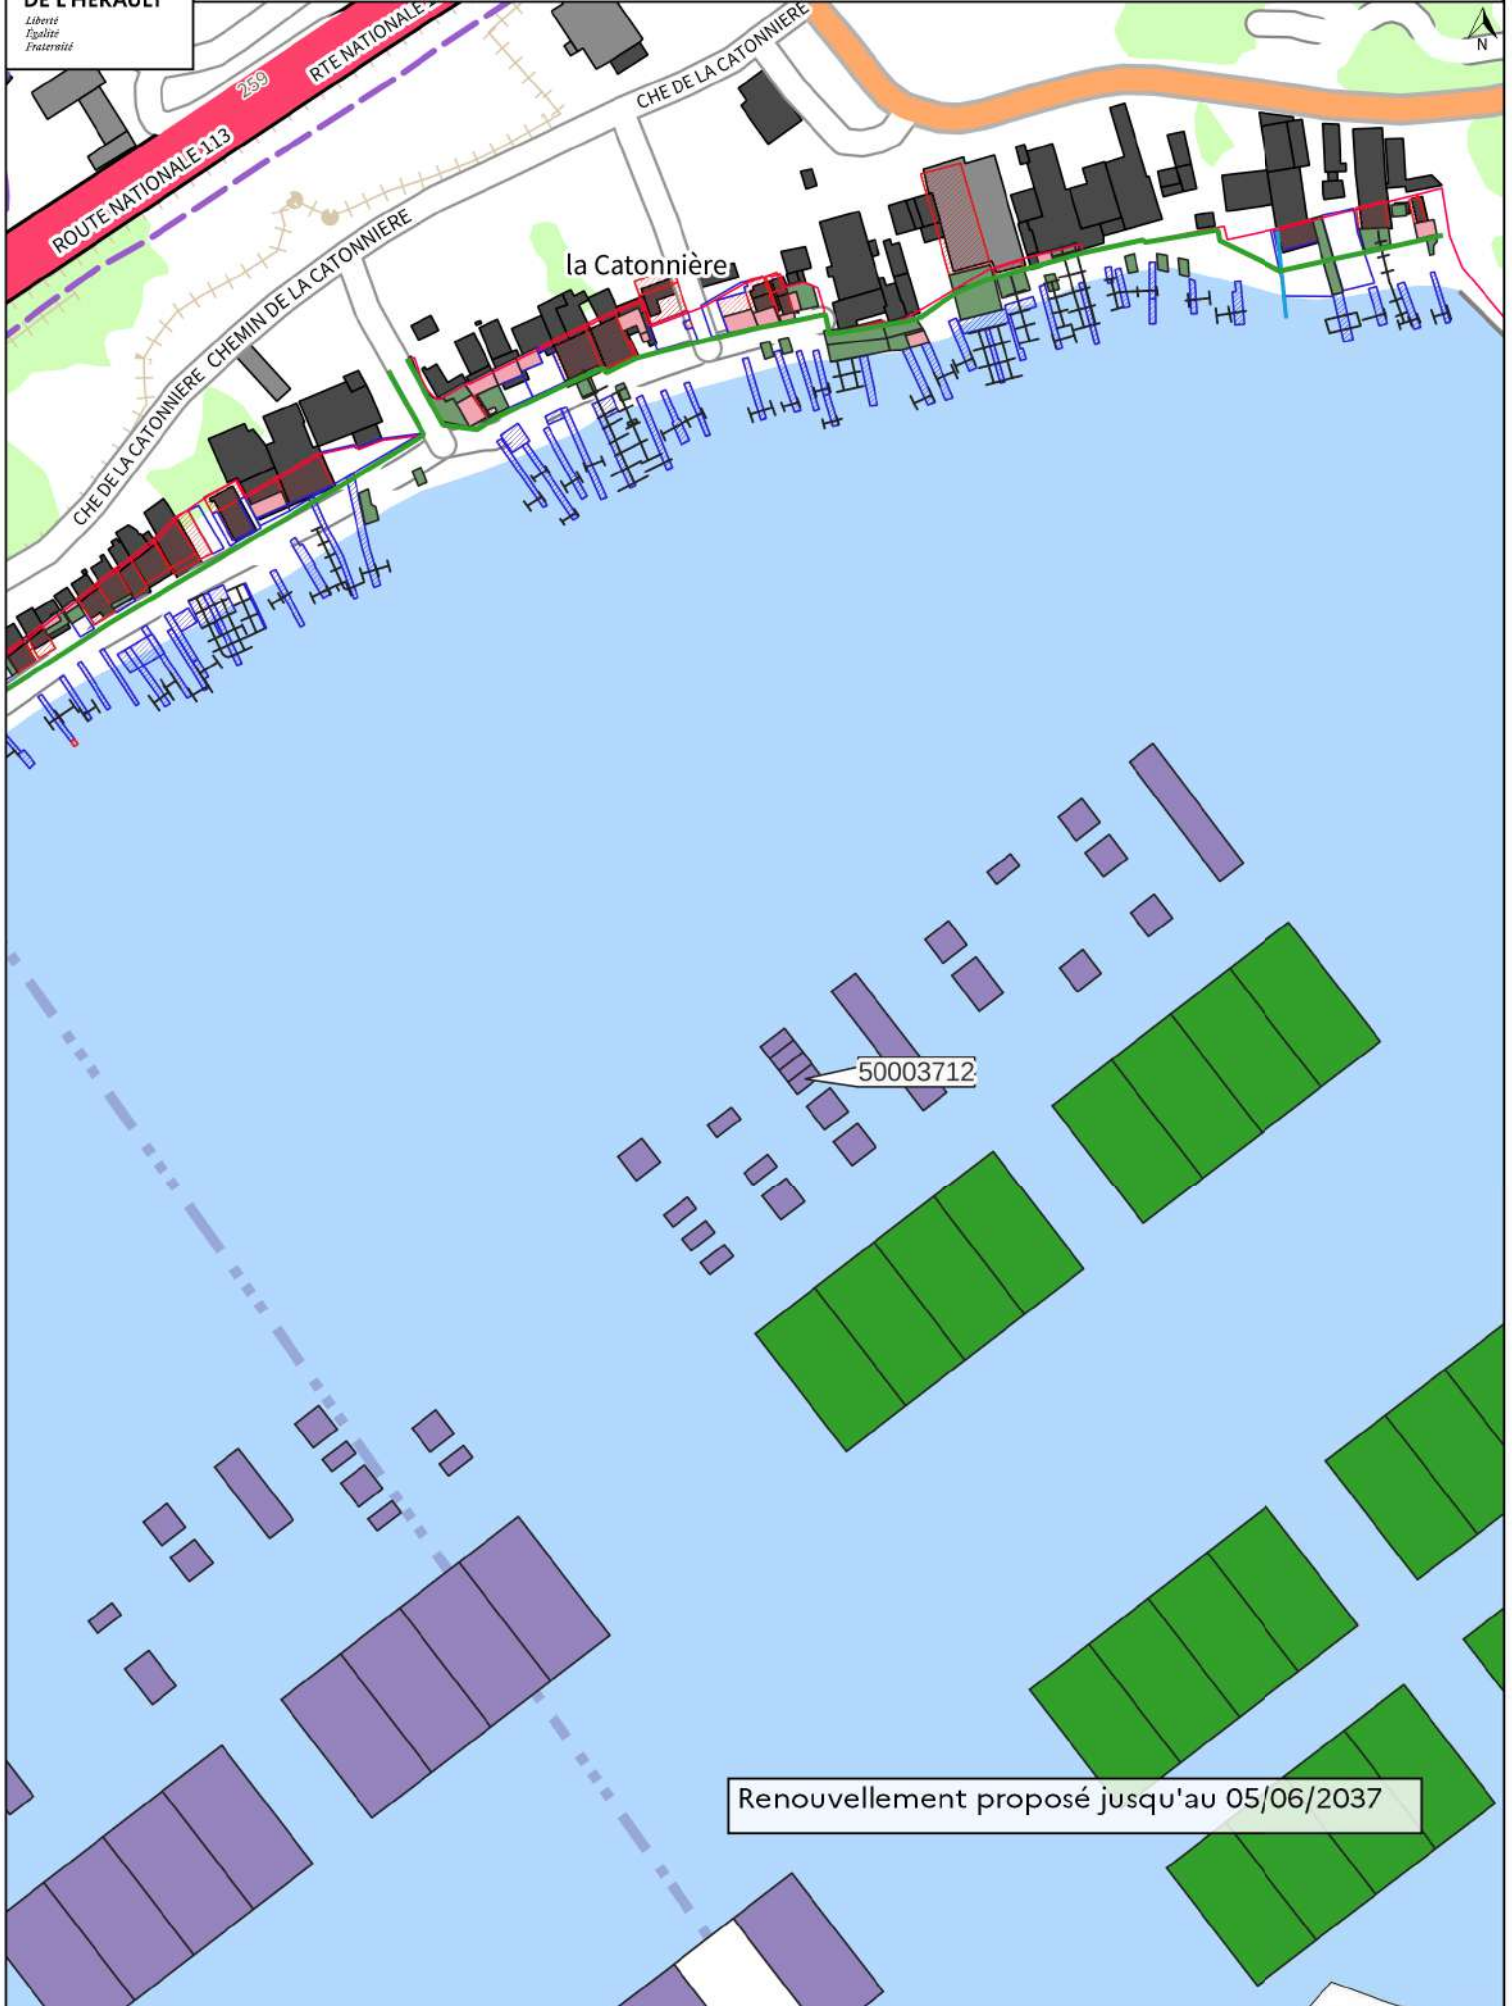 DE L'HÉRAULT
Liberté
Égalité
Fraternité
N
RTE NATIONALE
259
ROUTE NATIONALE 113
CHE DE LA CATONNIERE
CHE DE LA CATONNIERE
CHEMIN DE LA CATONNIERE
la Catonnière
50003712
Renouvellement proposé jusqu'au 05/06/2037